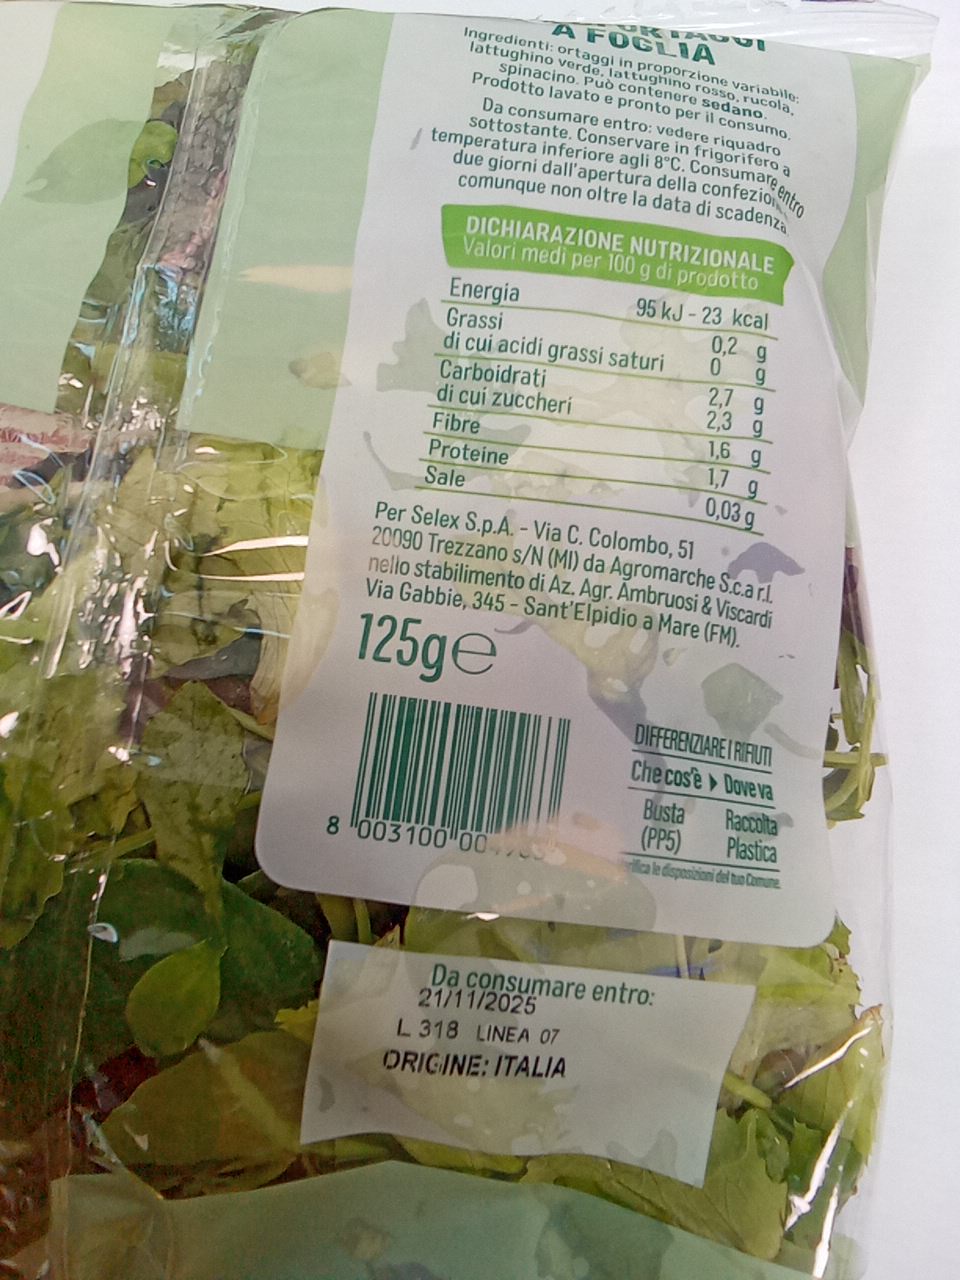 A FOGLIA
Ingredienti: ortaggi in proporzione variabile:
lattughino verde, lattughino rosso, rucola,
spinacino. Può contenere sedano.
Prodotto lavato e pronto per il consumo.
Da consumare entro: vedere riquadro
sottostante. Conservare in frigorifero a
temperatura inferiore agli 8°C. Consumare entro
due giorni dall'apertura della
comunque non oltre la data di scadenza
DICHIARAZIONE NUTRIZIONALE
Valori medi per 100 g di prodotto
Energia 95 kJ - 23 kcal
Grassi 0,2 g
di cui acidi grassi saturi 0 g
Carboidrati 2,7 g
di cui zuccheri 2,3 g
Fibre 1,6 g
Proteine 1,7 g
Sale 0,03 g
Per Selex S.p.A. - Via C. Colombo, 51
20090 Trezzano s/N (MI) da Agromarche S.c.a r.l.
nello stabilimento di Az. Agr. Ambruosi & Viscardi
Via Gabbie, 345 - Sant'Elpidio a Mare (FM).
125g e
8 003100 00
DIFFERENZIARE I RIFIUTI
Che cos'è Dove va
Busta Raccolta
(PP5) Plastica
le disposizioni del tuo Comune.
Da consumare entro:
21/11/2025
L 318 LINEA 07
ORIGINE: ITALIA